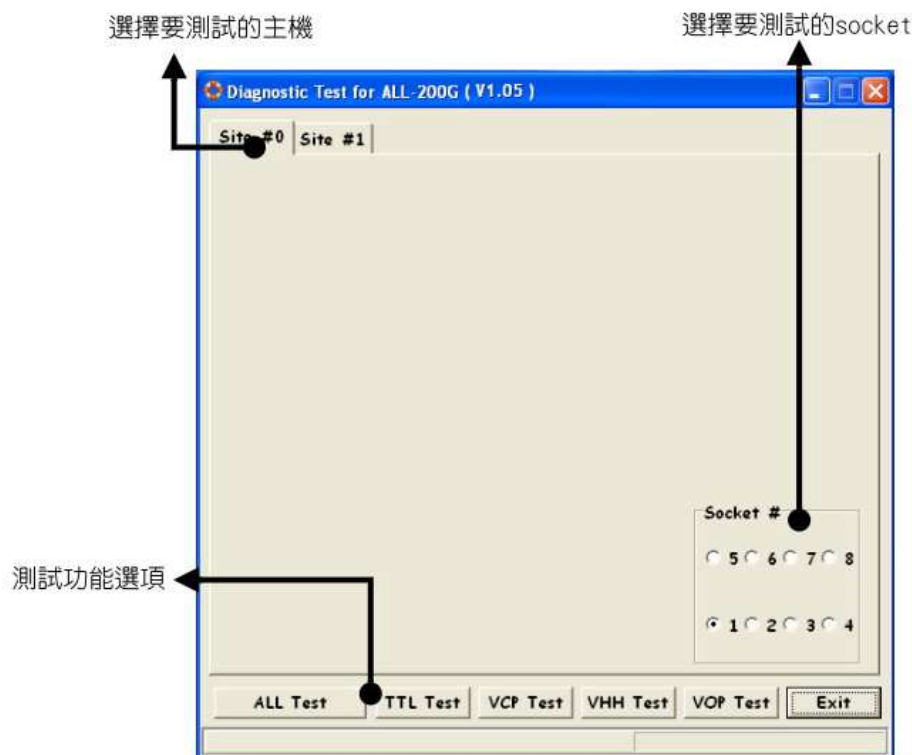 選擇要測試的主機
選擇要測試的socket
Diagnostic Test for ALL-200G ( V1.05 )
Site #0 Site #1
Socket #
5 6 7 8
測試功能選項
1 2 3 4
ALL Test TTL Test VCP Test VHH Test VOP Test Exit